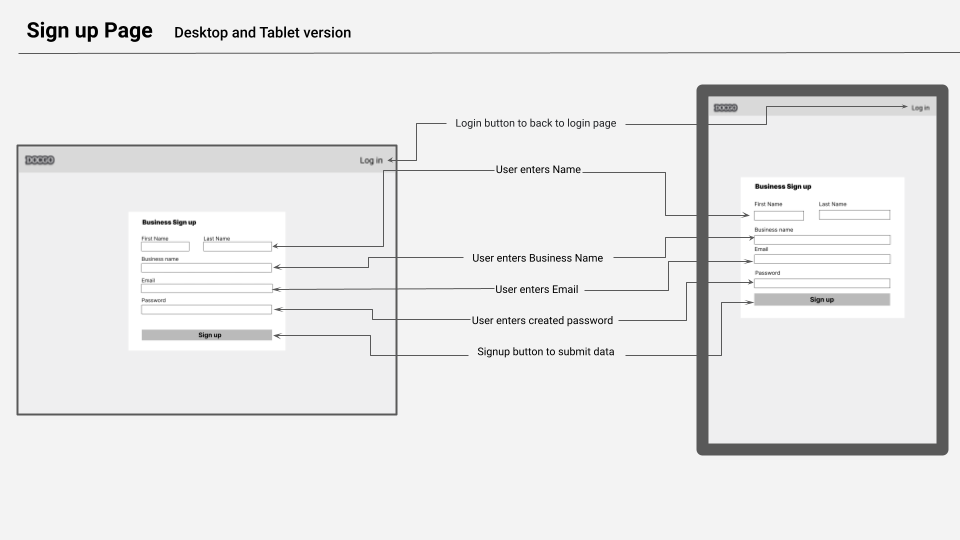 Sign up Page Desktop and Tablet version
Login button to back to login page
User enters Name
User enters Business Name
User enters Email
User enters created password
Signup button to submit data
DOCGO
Log in
Business Sign up
First Name Last Name
Business name
Email
Password
Sign up
DOCGO
Log in
Business Sign up
First Name Last Name
Business name
Email
Password
Sign up